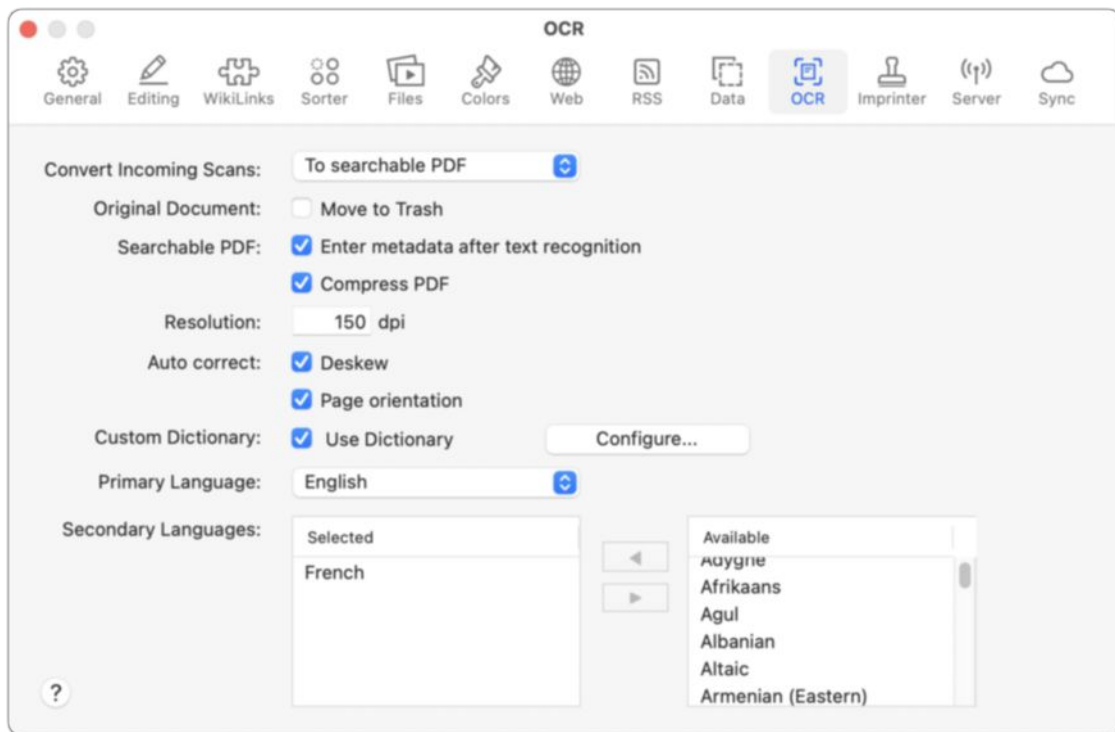 OCR
General Editing WikiLinks Sorter Files Colors Web RSS Data OCR Imprinter Server Sync
Convert Incoming Scans: To searchable PDF
Original Document: Move to Trash
Searchable PDF: Enter metadata after text recognition
Compress PDF
Resolution: 150 dpi
Auto correct: Deskew
Page orientation
Custom Dictionary: Use Dictionary Configure...
Primary Language: English
Secondary Languages: Selected Available
Adyghe
French
Afrikaans
Agul
Albanian
Altaic
Armenian (Eastern)
?